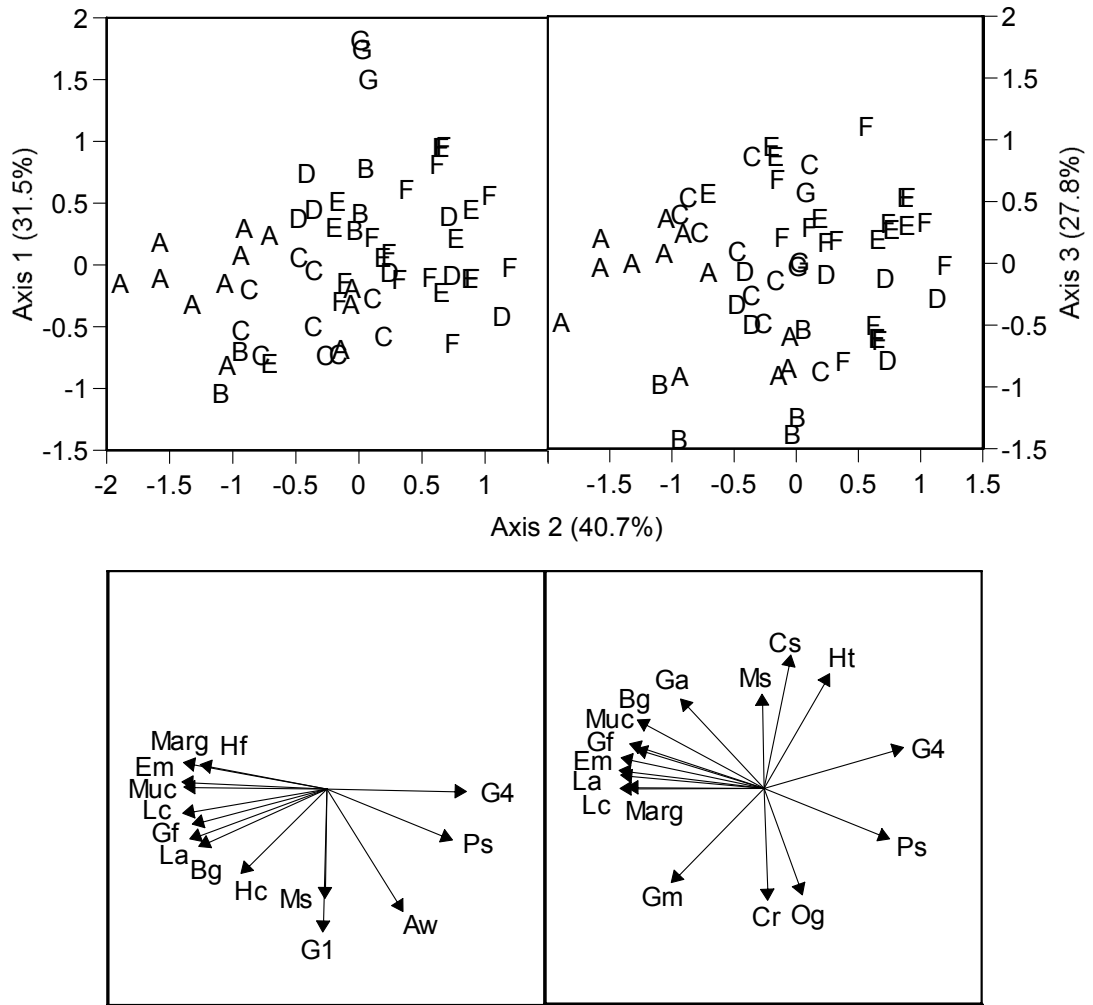 2
1.5
1
0.5
0
-0.5
-1
-1.5
Axis 1 (31.5%)
G
G
G
B
D
F
E
F
F
F
E
D
E
D
D
B
E
A
E
B
A
F
E
A
A
C
E
E
F
C
D
A
A
A
E
F
F
D
E
E
A
C
A
E
C
F
A
A
D
C
C
C
F
B
C
E
C
C
A
A
B
-2
-1.5
-1
-0.5
0
0.5
1
2
1.5
1
0.5
0
-0.5
-1
-1.5
Axis 3 (27.8%)
F
E
E
C
C
F
G
E
C
F
E
C
A
E
F
E
E
F
A
C
A
F
E
F
F
E
C
A
A
A
G
G
F
A
D
A
D
D
C
C
D
D
C
D
A
E
B
E
E
A
F
D
C
A
A
B
B
B
B
-1.5
-1
-0.5
0
0.5
1
1.5
Axis 2 (40.7%)
Marg
Hf
Em
Muc
Lc
Gf
La
Bg
Hc
Ms
G1
Aw
Ps
G4
Cs
Ht
Ms
Ga
Bg
Muc
Gf
Em
La
Lc
Marg
G4
Ps
Gm
Cr
Og